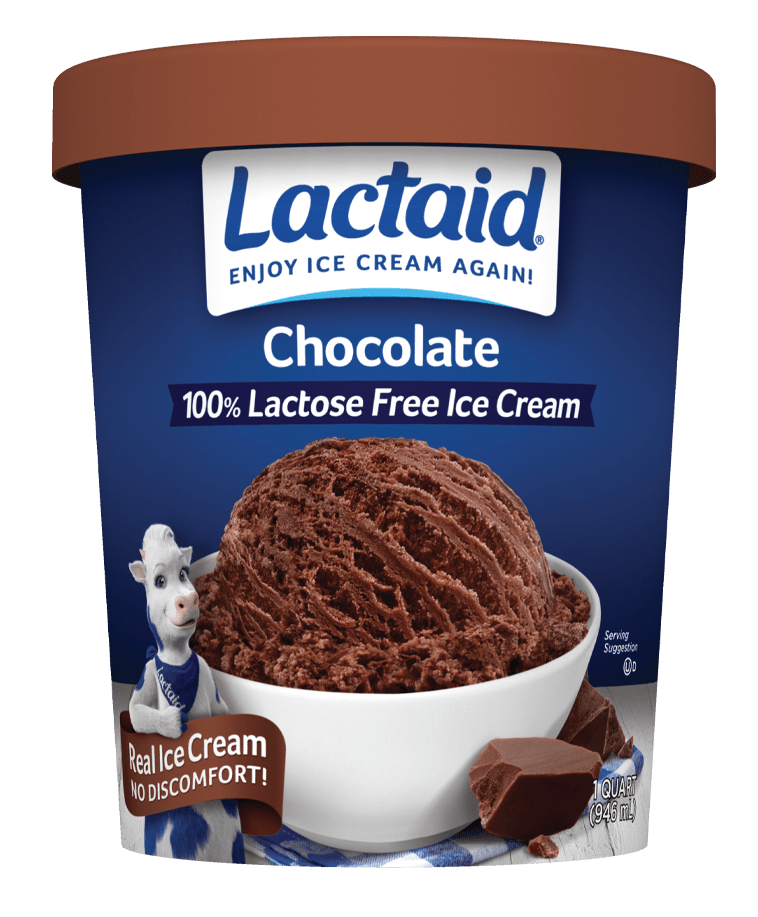 Lactaid®
ENJOY ICE CREAM AGAIN!
Chocolate
100% Lactose Free Ice Cream
Serving
Suggestion
U D
Lactaid
Real Ice Cream
NO DISCOMFORT!
1 QUART
(946 mL)